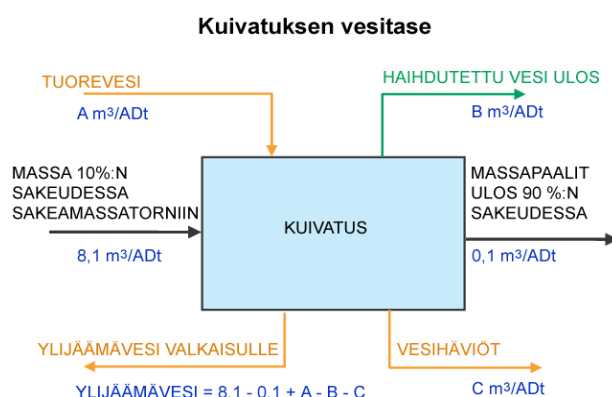 Kuivatuksen vesitase
TUOREVESI
A m³/ADt
HAIHDUTETTU VESI ULOS
B m³/ADt
MASSA 10%:N
SAKEUDESSA
SAKEAMASSATORNIIN
8,1 m³/ADt
KUIVATUS
MASSAPAALIT
ULOS 90 %:N
SAKEUDESSA
0,1 m³/ADt
YLIJÄÄMÄVESI VALKAISULLE
YLIJÄÄMÄVESI = 8,1 - 0,1 + A - B - C
VESIHÄVIÖT
C m³/ADt